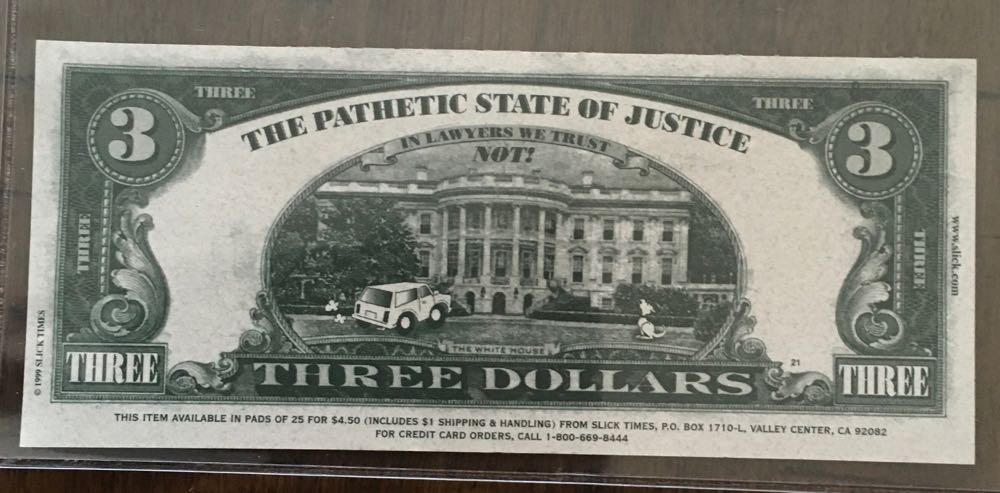 THREE
THREE
3
THE PATHETIC STATE OF JUSTICE
3
IN LAWYERS WE TRUST
NOT!
THREE
THREE
www.slick.com
© 1999 SLICK TIMES
THE WHITE HOUSE
21
THREE
THREE DOLLARS
THREE
THIS ITEM AVAILABLE IN PADS OF 25 FOR $4.50 (INCLUDES $1 SHIPPING & HANDLING) FROM SLICK TIMES, P.O. BOX 1710-L, VALLEY CENTER, CA 92082
FOR CREDIT CARD ORDERS, CALL 1-800-669-8444